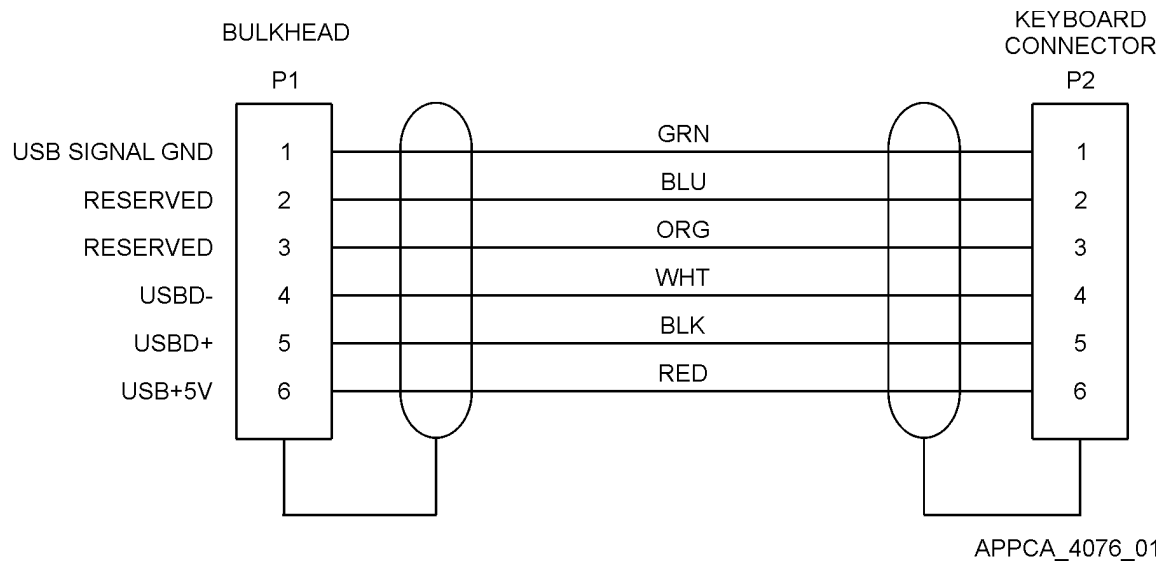 BULKHEAD
KEYBOARD
CONNECTOR
P1
P2
GRN
USB SIGNAL GND 1 1
BLU
RESERVED 2 2
ORG
RESERVED 3 3
WHT
USBD- 4 4
BLK
USBD+ 5 5
RED
USB+5V 6 6
APPCA_4076_01